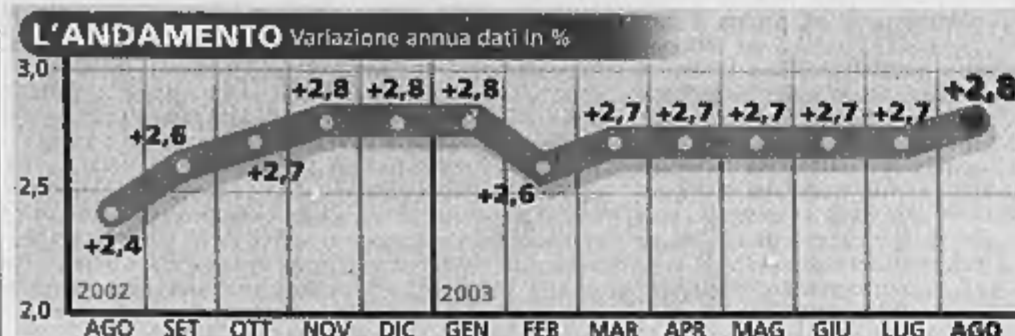 L'ANDAMENTO Variazione annua dati in %
3,0
+2,8 +2,8 +2,8 +2,8
+2,7 +2,7 +2,7 +2,7 +2,7
+2,6
+2,7
2,5
+2,6
+2,4
2002 2003
2,0
AGO SET OTT NOV DIC GEN FEB MAR APR MAG GIU LUG AGO